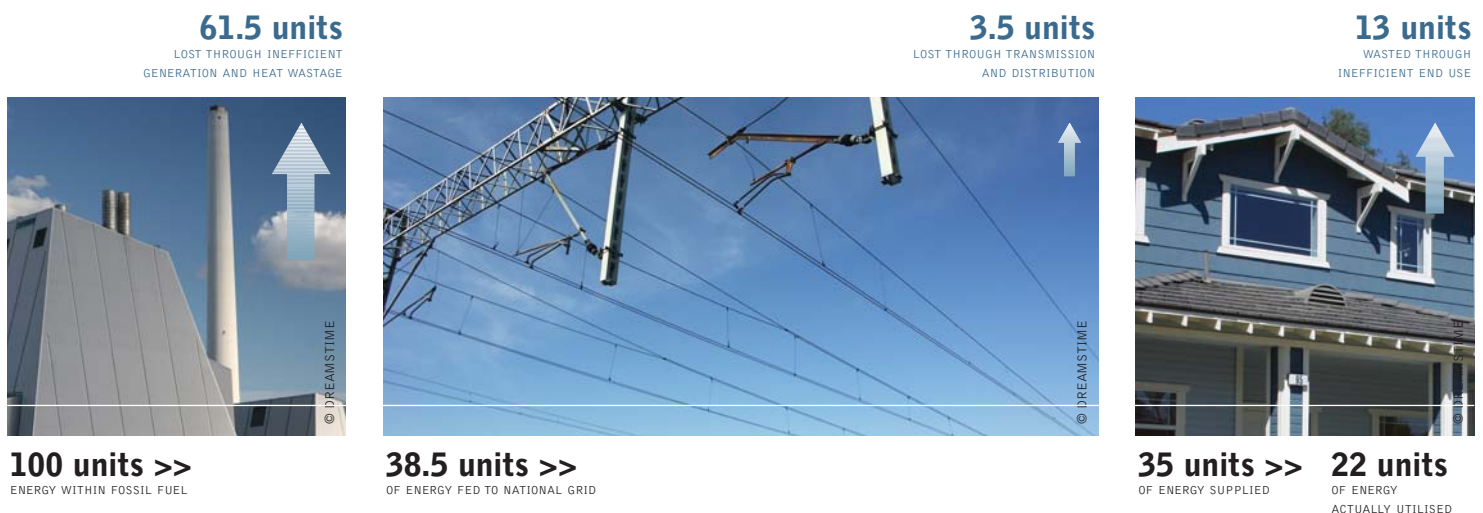 61.5 units
LOST THROUGH INEFFICIENT
GENERATION AND HEAT WASTAGE
3.5 units
LOST THROUGH TRANSMISSION
AND DISTRIBUTION
13 units
WASTED THROUGH
INEFFICIENT END USE
© DREAMSTIME
© DREAMSTIME
© DREAMSTIME
100 units >>
ENERGY WITHIN FOSSIL FUEL
38.5 units >>
OF ENERGY FED TO NATIONAL GRID
35 units >>
OF ENERGY SUPPLIED
22 units
OF ENERGY
ACTUALLY UTILISED